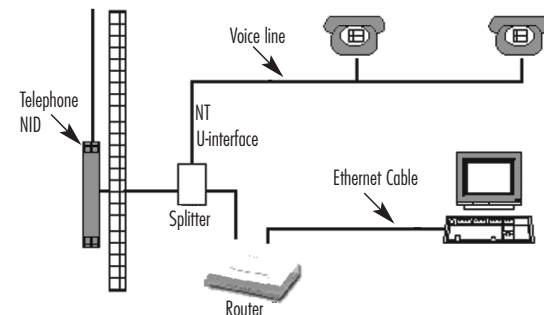 Voice line
Telephone
NID
NT
U-interface
Ethernet Cable
Splitter
Router